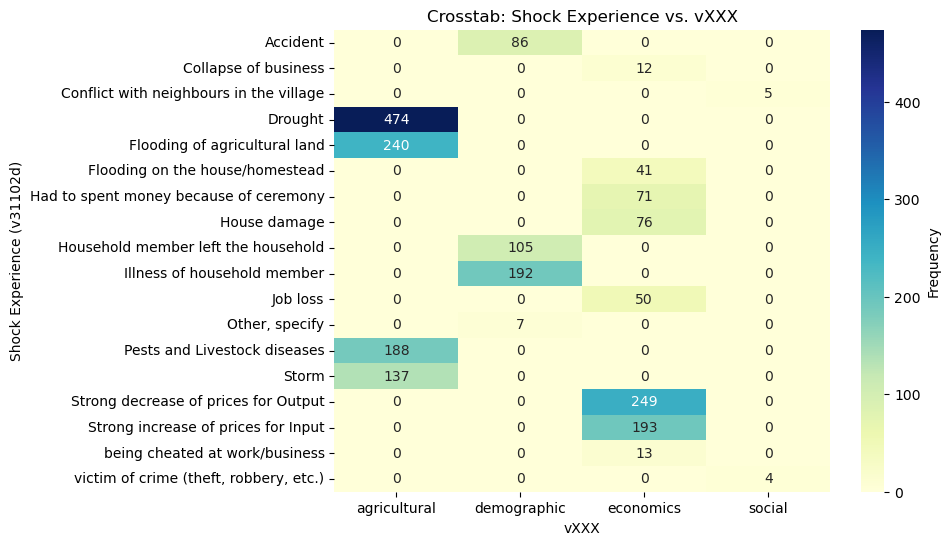 Crosstab: Shock Experience vs. vXXX
Accident 0 86 0 0
Collapse of business 0 0 12 0
Conflict with neighbours in the village 0 0 0 5
Drought 474 0 0 0
Flooding of agricultural land 240 0 0 0
Flooding on the house/homestead 0 0 41 0
Had to spent money because of ceremony 0 0 71 0
House damage 0 0 76 0
Household member left the household 0 105 0 0
Illness of household member 0 192 0 0
Job loss 0 0 50 0
Other, specify 0 7 0 0
Pests and Livestock diseases 188 0 0 0
Storm 137 0 0 0
Strong decrease of prices for Output 0 0 249 0
Strong increase of prices for Input 0 0 193 0
being cheated at work/business 0 0 13 0
victim of crime (theft, robbery, etc.) 0 0 0 4
agricultural demographic economics social
vXXX
Shock Experience (v31102d)
400
300
200
100
0
Frequency